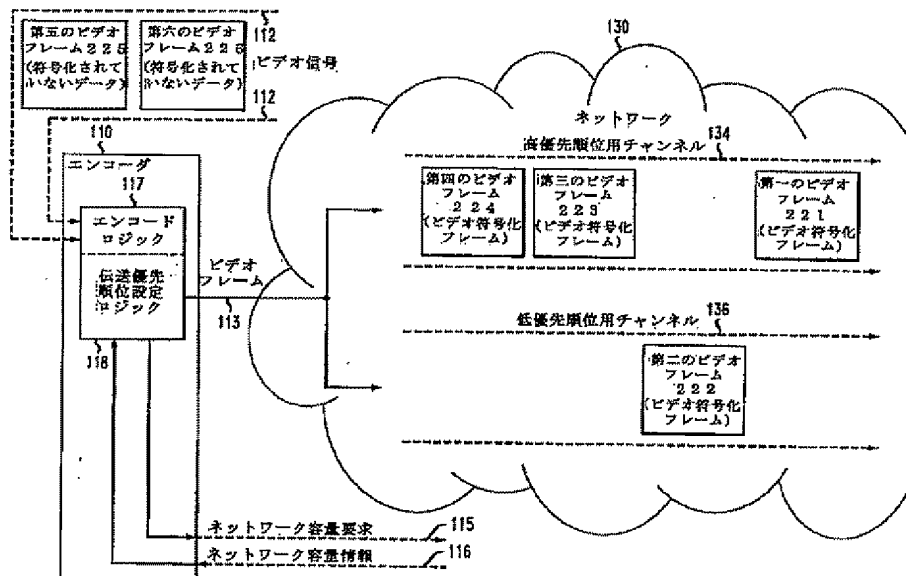 112
第五のビデオ
フレーム225
(符号化されて
いないデータ)
第六のビデオ
フレーム226
(符号化されて
いないデータ)
ビデオ信号
112
110
エンコーダ
117
エンコード
ロジック
伝送優先
順位設定
ロジック
118
ビデオ
フレーム
113
130
ネットワーク
高優先順位用チャンネル
134
第四のビデオ
フレーム
224
(ビデオ符号化
フレーム)
第三のビデオ
フレーム
223
(ビデオ符号化
フレーム)
第一のビデオ
フレーム
221
(ビデオ符号化
フレーム)
低優先順位用チャンネル
136
第二のビデオ
フレーム
222
(ビデオ符号化
フレーム)
ネットワーク容量要求
115
ネットワーク容量情報
116